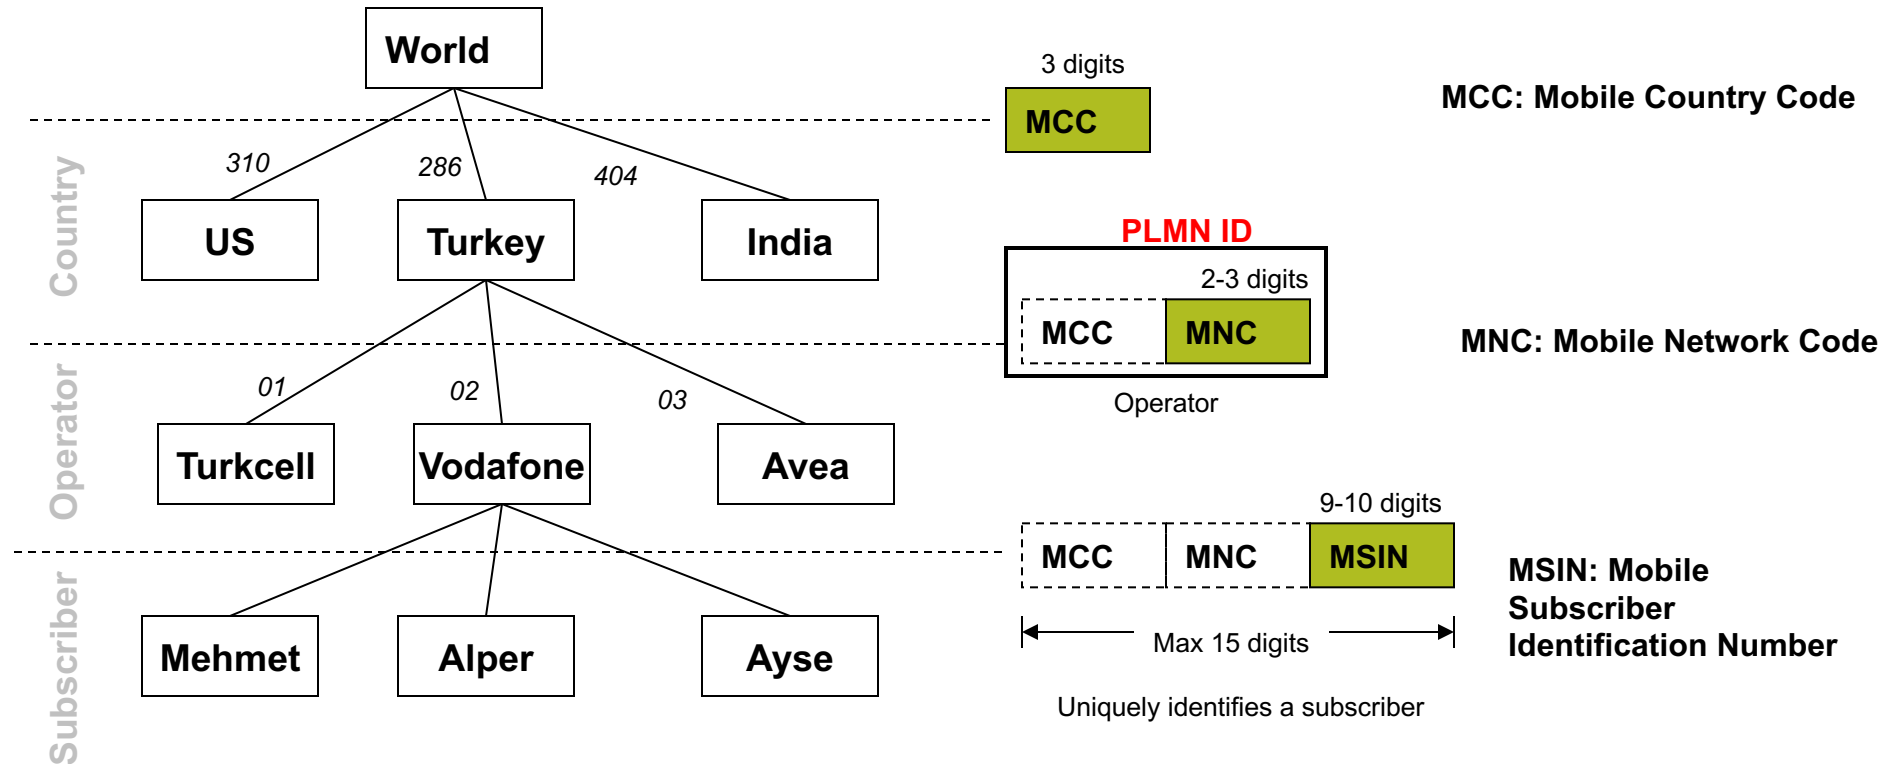 World
3 digits
MCC
MCC: Mobile Country Code
Country
310
286
404
US
Turkey
India
PLMN ID
2-3 digits
MCC
MNC
MNC: Mobile Network Code
Operator
Operator
01
02
03
Turkcell
Vodafone
Avea
9-10 digits
MCC
MNC
MSIN
MSIN: Mobile
Subscriber
Identification Number
Max 15 digits
Uniquely identifies a subscriber
Subscriber
Mehmet
Alper
Ayse